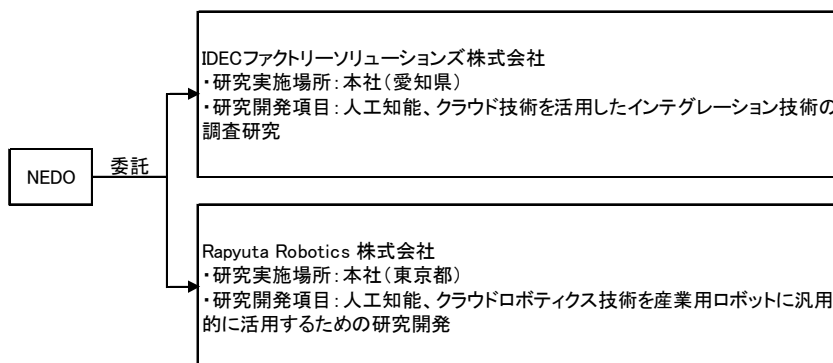 IDECファクトリーソリューションズ株式会社
・研究実施場所：本社（愛知県）
・研究開発項目：人工知能、クラウド技術を活用したインテグレーション技術の
調査研究
NEDO
委託
Rapyuta Robotics 株式会社
・研究実施場所：本社（東京都）
・研究開発項目：人工知能、クラウドロボティクス技術を産業用ロボットに汎用
的に活用するための研究開発